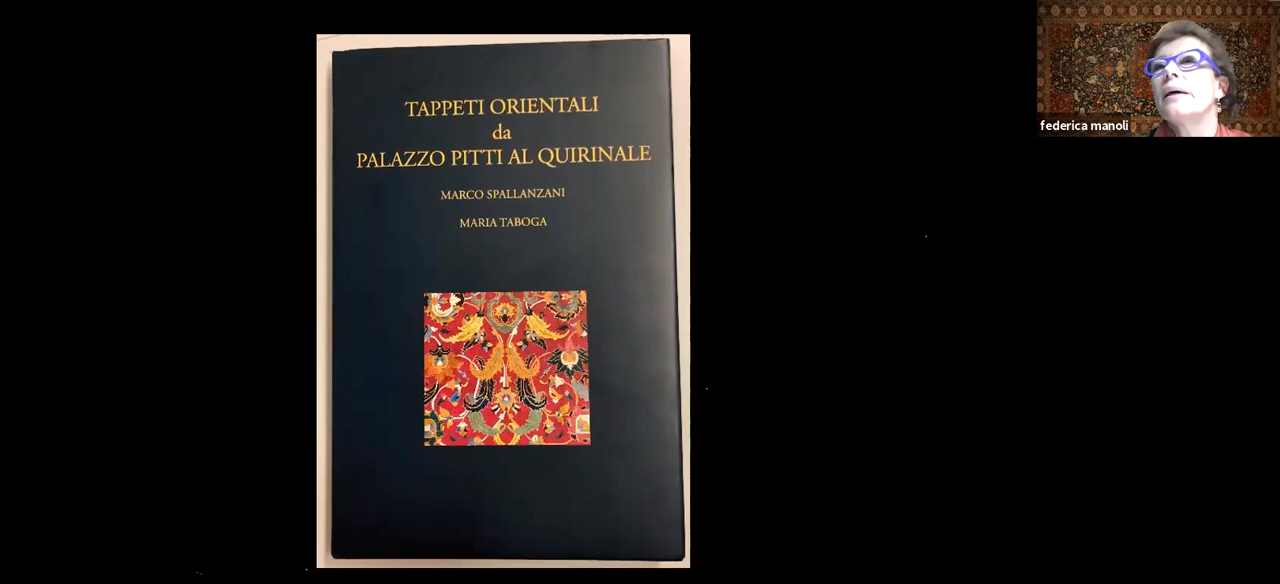 TAPPETI ORIENTALI
da
PALAZZO PITTI AL QUIRINALE
MARCO SPALLANZANI
MARIA TABOGA
federica manoli